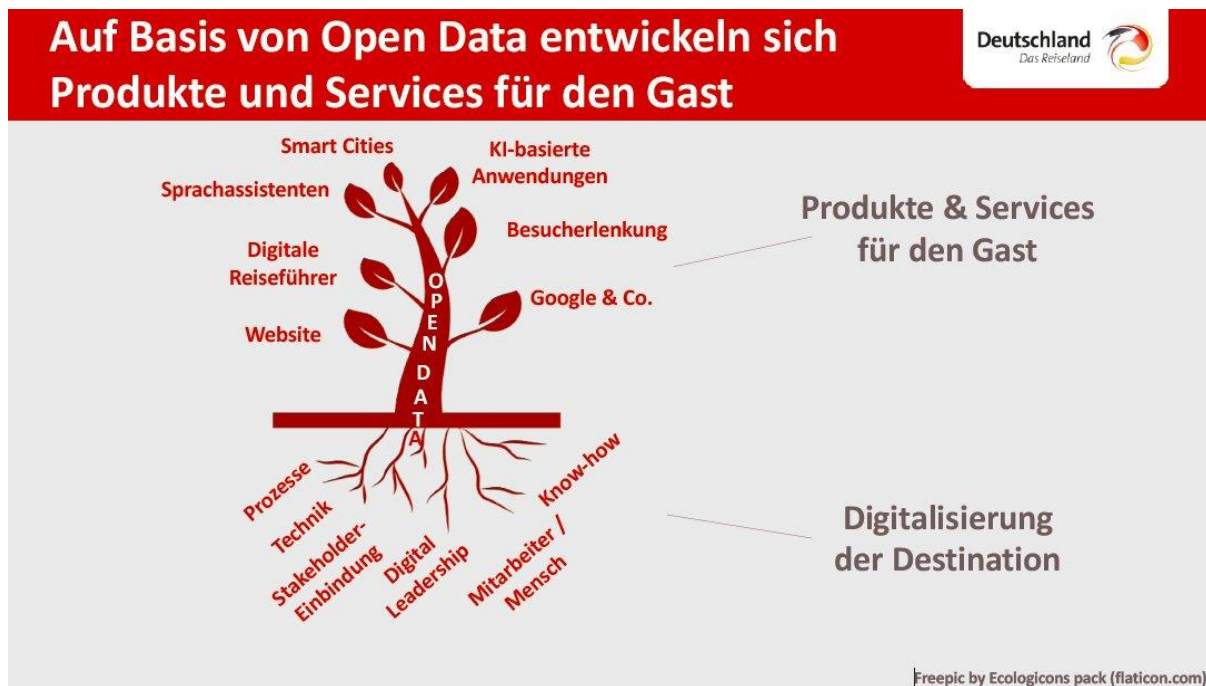 Auf Basis von Open Data entwickeln sich
Produkte und Services für den Gast
Deutschland
Das Reiseland
Smart Cities
KI-basierte
Anwendungen
Sprachassistenten
Besucherlenkung
Digitale
Reiseführer
Google & Co.
Website
OPEN DATA
Produkte & Services
für den Gast
Prozesse
Technik
Stakeholder-
Einbindung
Digital
Leadership
Mitarbeiter /
Mensch
Know-how
Digitalisierung
der Destination
Freepic by Ecologicons pack (flaticon.com)